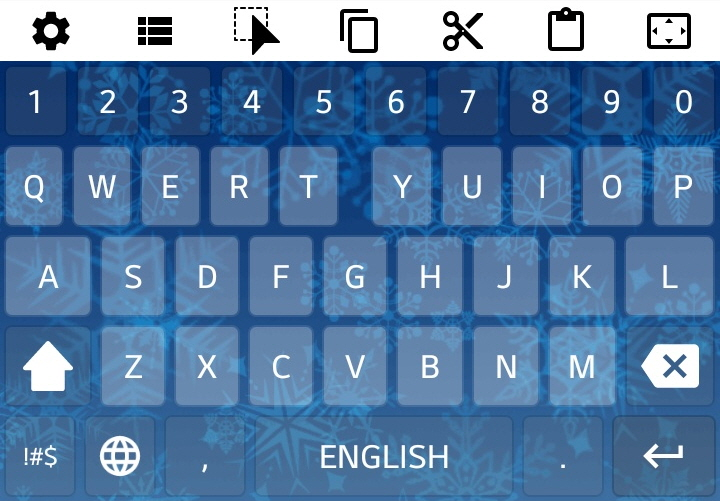 1 2 3 4 5 6 7 8 9 0
Q W E R T Y U I O P
A S D F G H J K L
Z X C V B N M
!#$ , ENGLISH .